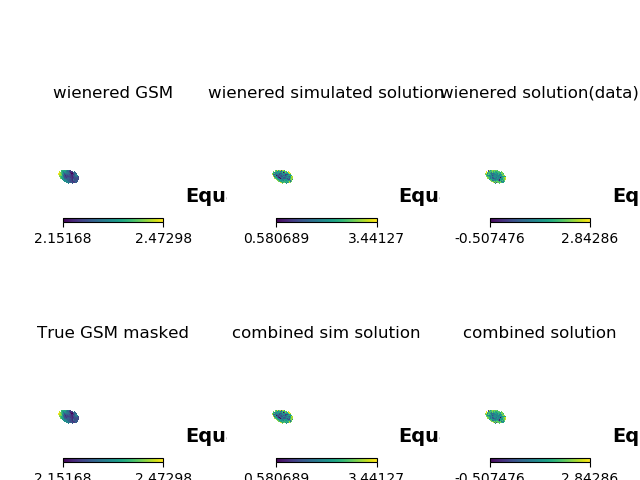 wienered GSM wienered simulated solution wienered solution(data)
Equ Equ Eq
2.15168 2.47298 0.580689 3.44127 -0.507476 2.84286
True GSM masked combined sim solution combined solution
Equ Equ Eq
2.15168 2.47298 0.580689 3.44127 -0.507476 2.84286